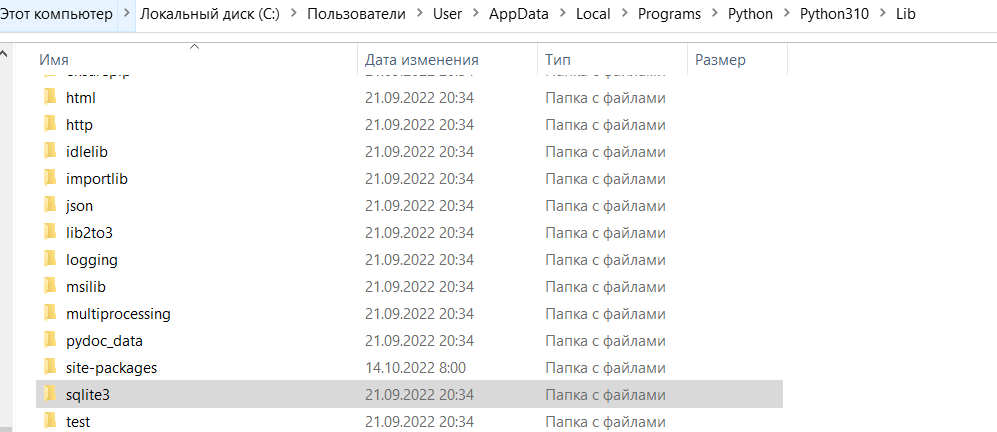 Этот компьютер > Локальный диск (C:) > Пользователи > User > AppData > Local > Programs > Python > Python310 > Lib
Имя Дата изменения Тип Размер
html 21.09.2022 20:34 Папка с файлами
http 21.09.2022 20:34 Папка с файлами
idlelib 21.09.2022 20:34 Папка с файлами
importlib 21.09.2022 20:34 Папка с файлами
json 21.09.2022 20:34 Папка с файлами
lib2to3 21.09.2022 20:34 Папка с файлами
logging 21.09.2022 20:34 Папка с файлами
msilib 21.09.2022 20:34 Папка с файлами
multiprocessing 21.09.2022 20:34 Папка с файлами
pydoc_data 21.09.2022 20:34 Папка с файлами
site-packages 14.10.2022 8:00 Папка с файлами
sqlite3 21.09.2022 20:34 Папка с файлами
test 21.09.2022 20:34 Папка с файлами